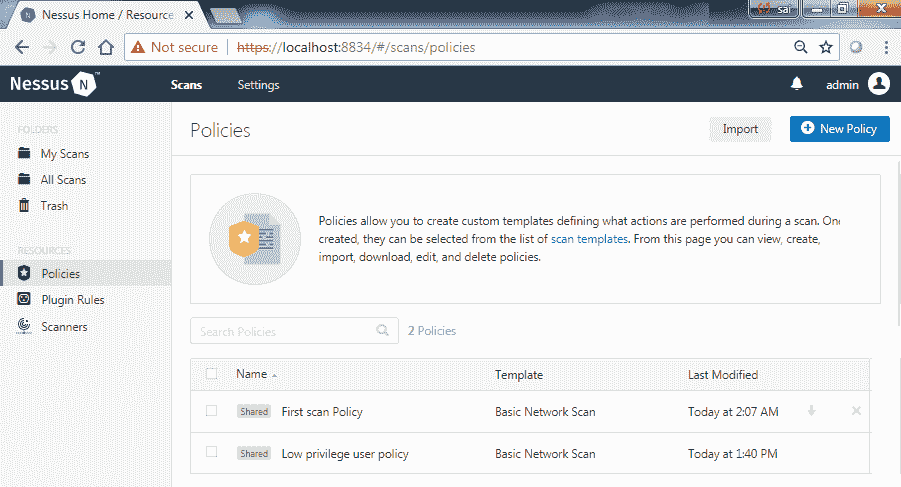 Nessus Home / Resource
sai
Not secure https://localhost:8834/#/scans/policies
Nessus N Scans Settings admin
FOLDERS
My Scans
All Scans
Trash
RESOURCES
Policies
Plugin Rules
Scanners
Policies Import New Policy
Policies allow you to create custom templates defining what actions are performed during a scan. Onc
created, they can be selected from the list of scan templates. From this page you can view, create,
import, download, edit, and delete policies.
Search Policies 2 Policies
Name Template Last Modified
Shared First scan Policy Basic Network Scan Today at 2:07 AM
Shared Low privilege user policy Basic Network Scan Today at 1:40 PM